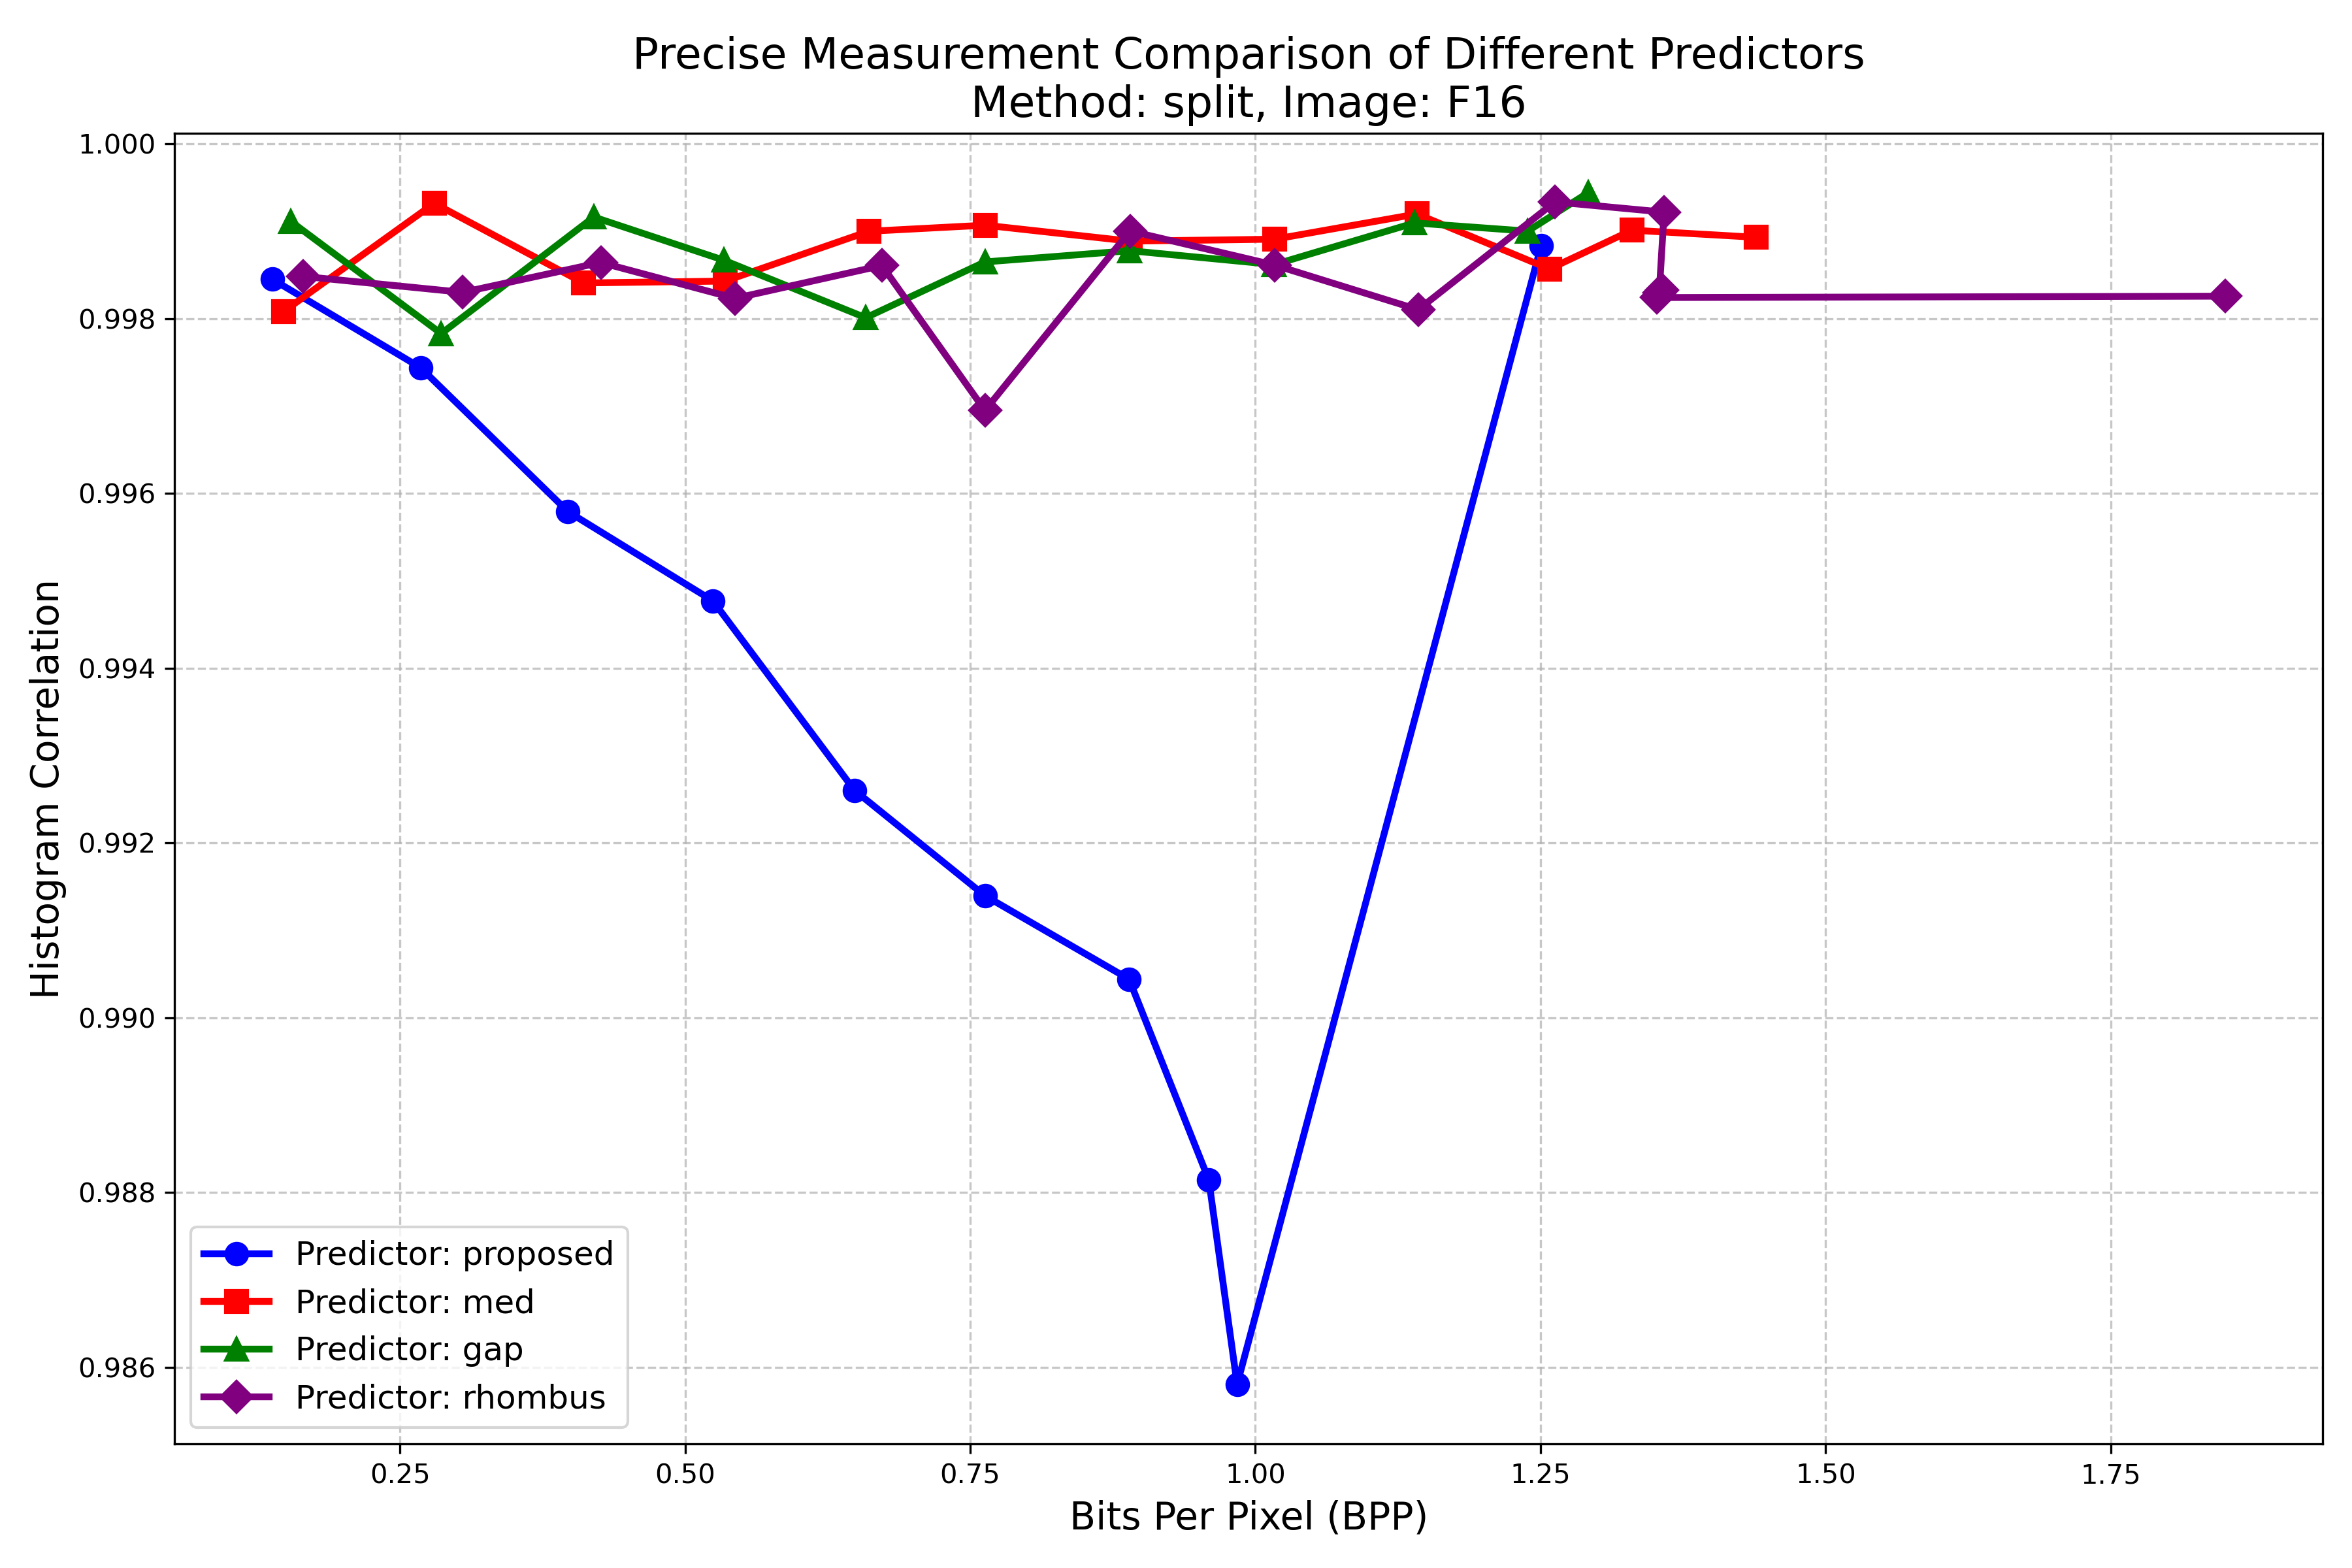 Precise Measurement Comparison of Different Predictors
Method: split, Image: F16
1.000
0.998
0.996
0.994
0.992
0.990
0.988
0.986
Histogram Correlation
Predictor: proposed
Predictor: med
Predictor: gap
Predictor: rhombus
0.25
0.50
0.75
1.00
1.25
1.50
1.75
Bits Per Pixel (BPP)